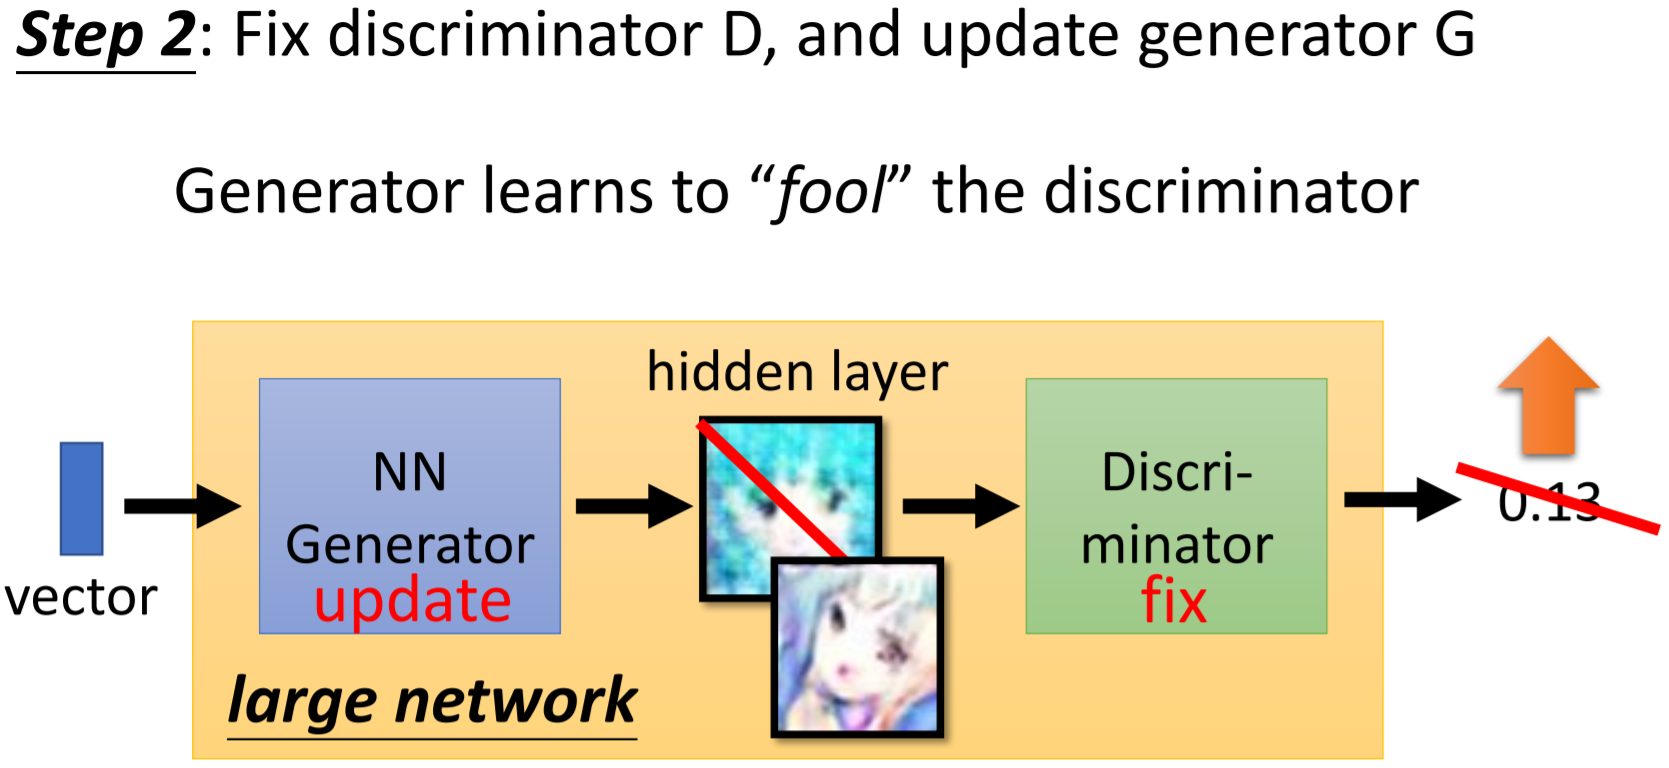 Step 2: Fix discriminator D, and update generator G
Generator learns to “fool” the discriminator
hidden layer
NN
Generator
update
Discri-
minator
fix
0.13
vector
large network